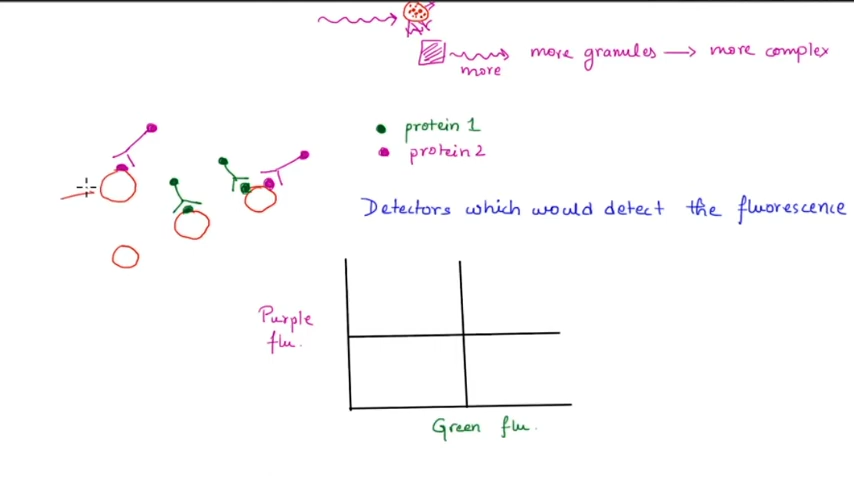 more granules → more complex
more
protein 1
protein 2
Detectors which would detect the fluorescence
Purple
flu.
Green flu.